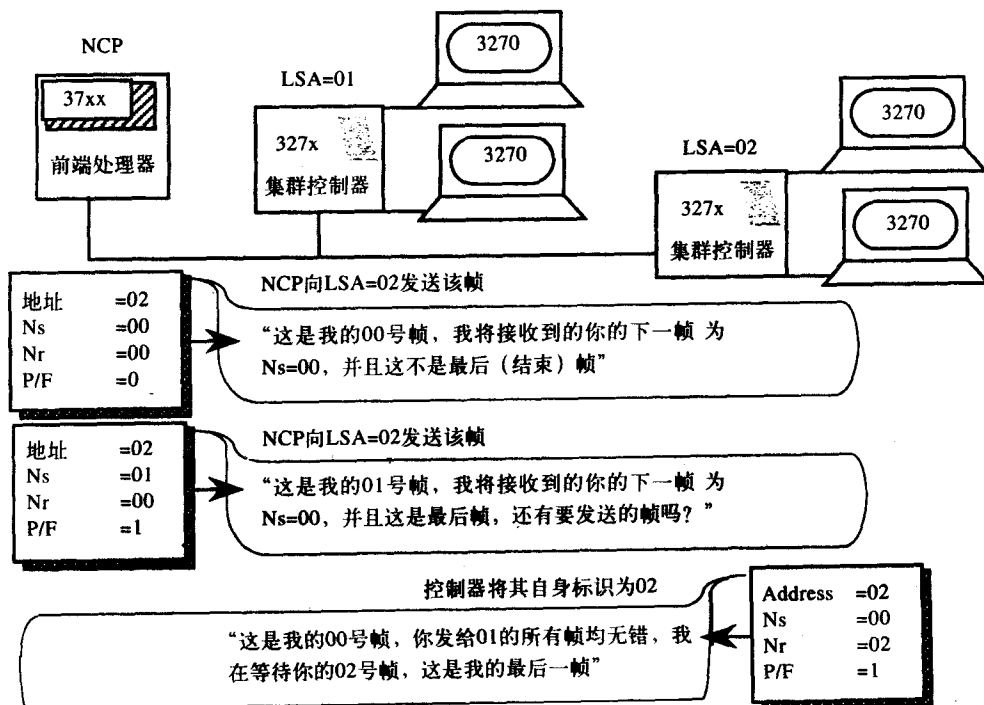 NCP
37xx
前端处理器
LSA=01
327x
集群控制器
3270
3270
LSA=02
327x
集群控制器
3270
3270
NCP向LSA=02发送该帧
地址 =02
Ns =00
Nr =00
P/F =0
“这是我的00号帧，我将接收到的你的下一帧 为
Ns=00，并且这不是最后（结束）帧”
NCP向LSA=02发送该帧
地址 =02
Ns =01
Nr =00
P/F =1
“这是我的01号帧，我将接收到的你的下一帧 为
Ns=00，并且这是最后帧，还有要发送的帧吗？”
控制器将其自身标识为02
Address =02
Ns =00
Nr =02
P/F =1
“这是我的00号帧，你发给01的所有帧均无错，我
在等待你的02号帧，这是我的最后一帧”